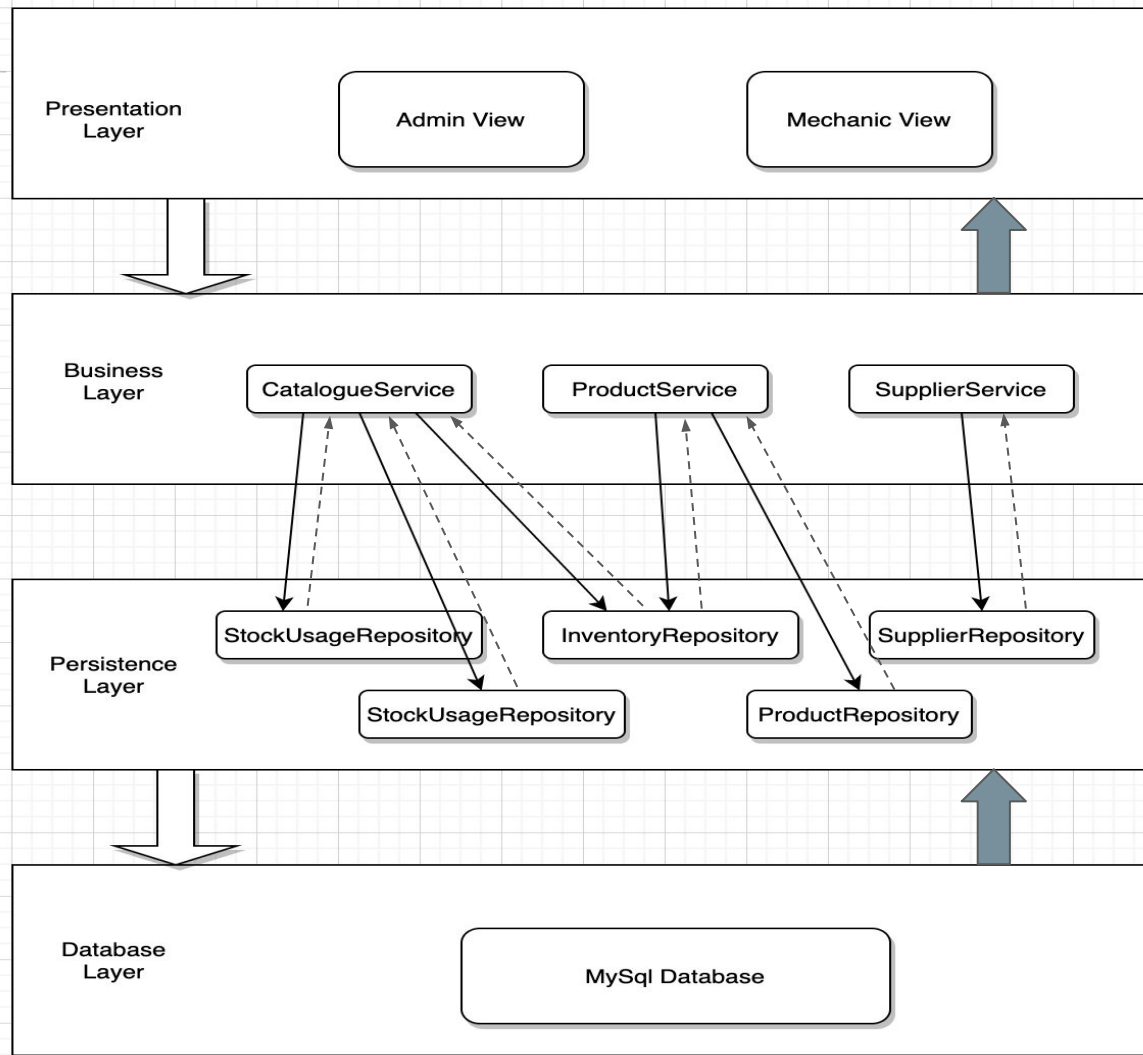 Presentation
Layer
Admin View
Mechanic View
Business
Layer
CatalogueService
ProductService
SupplierService
Persistence
Layer
StockUsageRepository
InventoryRepository
SupplierRepository
StockUsageRepository
ProductRepository
Database
Layer
MySql Database